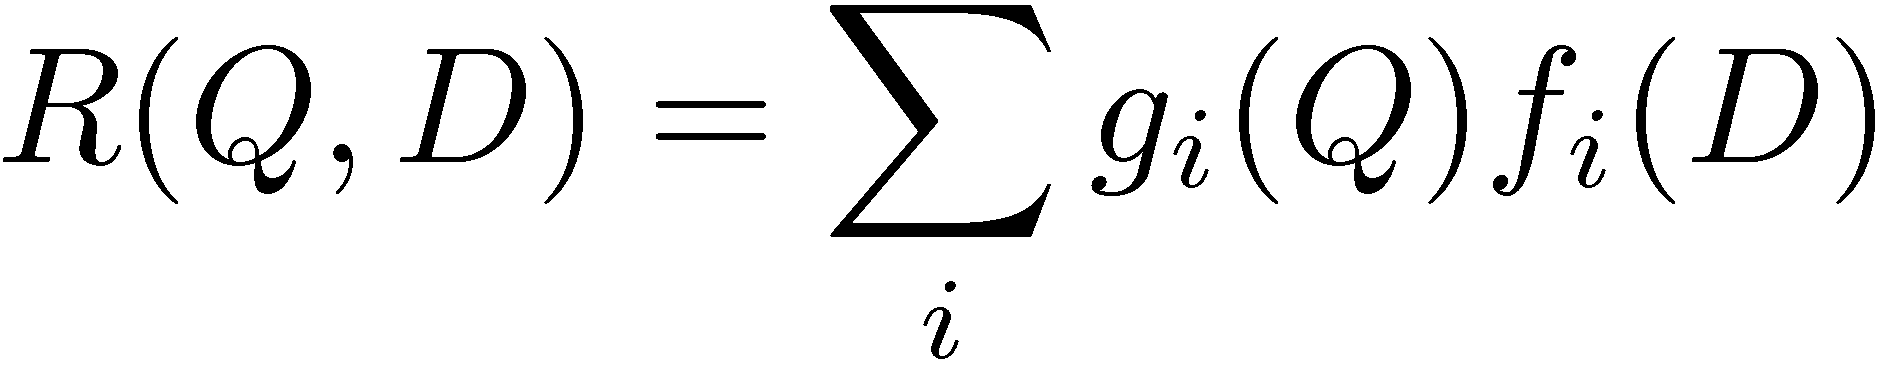 R(Q, D) = ∑_i g_i(Q) f_i(D)